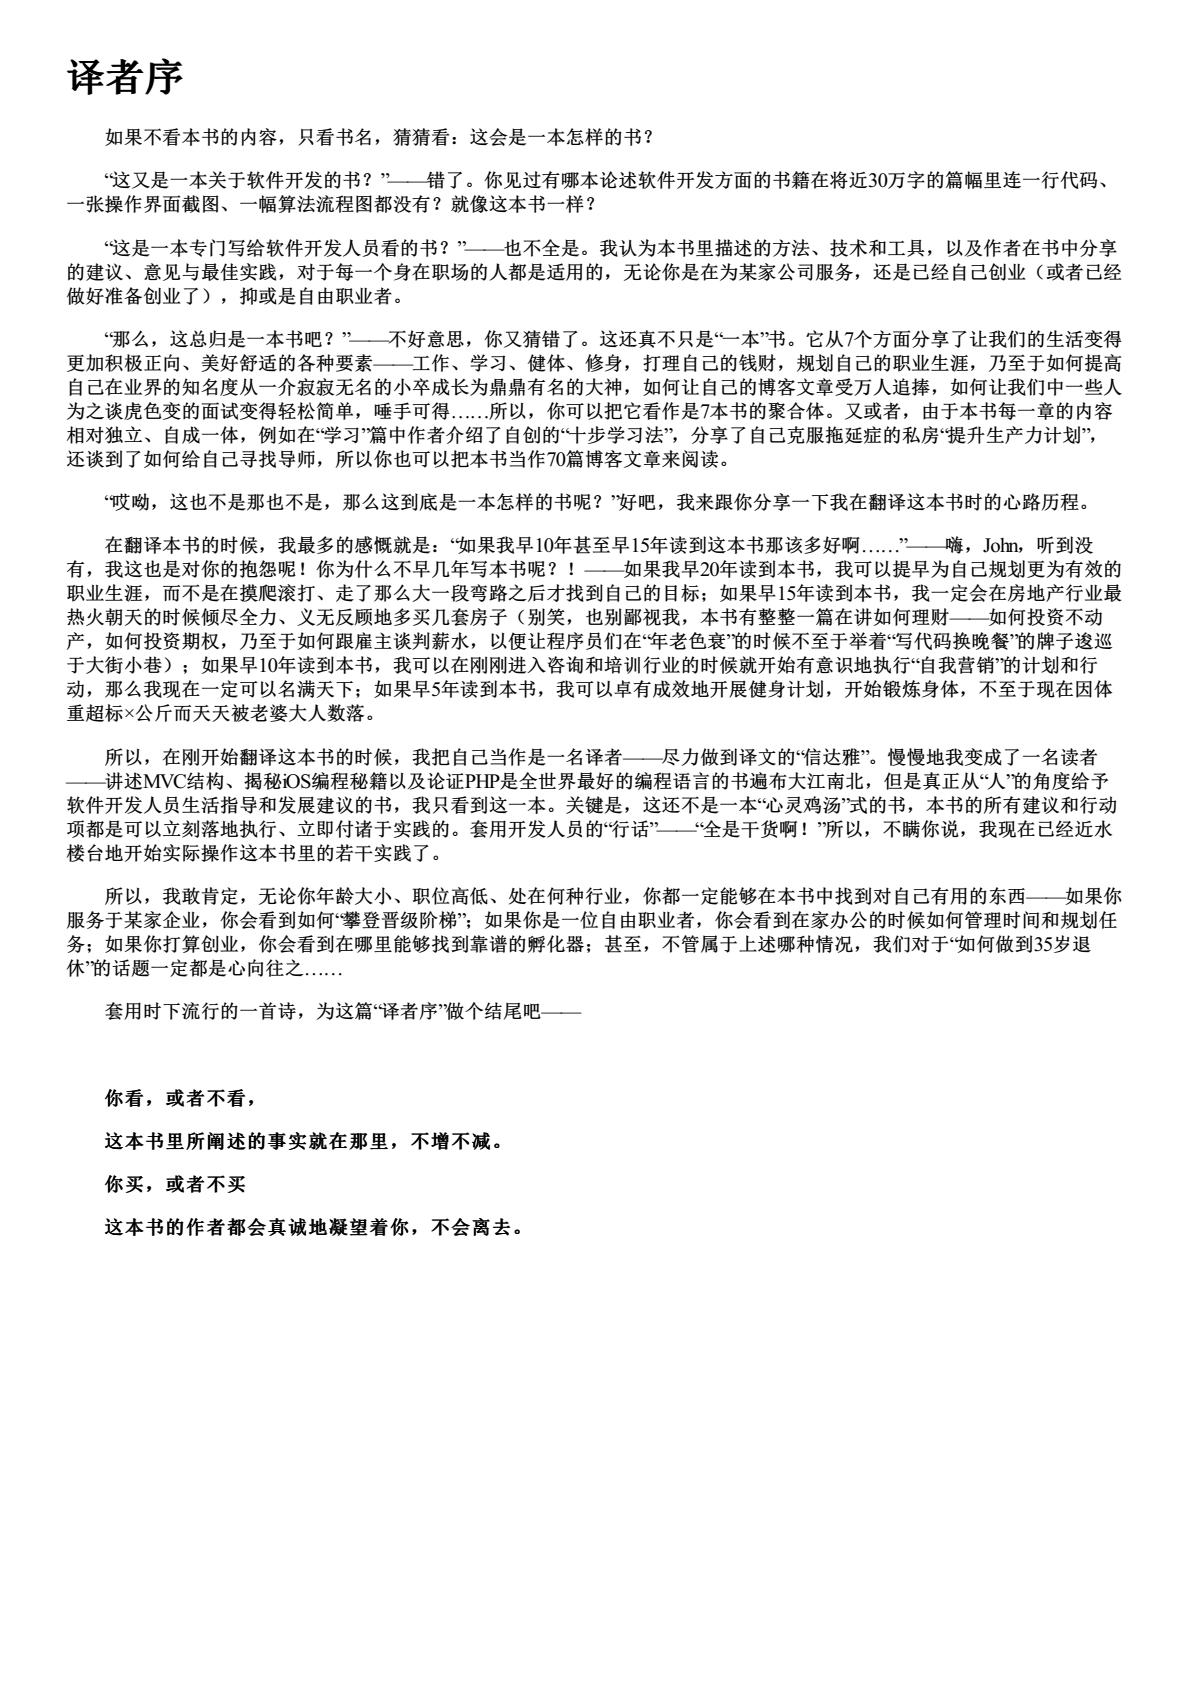 译者序
如果不看本书的内容，只看书名，猜猜看：这会是一本怎样的书？
“这又是一本关于软件开发的书？”——错了。你见过有哪本论述软件开发方面的书籍在将近30万字的篇幅里连一行代码、
一张操作界面截图、一幅算法流程图都没有？就像这本书一样？
“这是一本专门写给软件开发人员看的书？”——也不全是。我认为本书里描述的方法、技术和工具，以及作者在书中分享
的建议、意见与最佳实践，对于每一个身在职场的人都是适用的，无论你是在为某家公司服务，还是已经自己创业（或者已经
做好准备创业了），抑或是自由职业者。
“那么，这总归是一本书吧？”——不好意思，你又猜错了。这还真不只是“一本”书。它从7个方面分享了让我们的生活变得
更加积极正向、美好舒适的各种要素——工作、学习、健体、修身，打理自己的钱财，规划自己的职业生涯，乃至于如何提高
自己在业界的知名度从一介寂寂无名的小卒成长为鼎鼎有名的大神，如何让自己的博客文章受万人追捧，如何让我们中一些人
为之谈虎色变的面试变得轻松简单，唾手可得……所以，你可以把它看作是7本书的聚合体。又或者，由于本书每一章的内容
相对独立、自成一体，例如在“学习”篇中作者介绍了自创的“十步学习法”，分享了自己克服拖延症的私房“提升生产力计划”，
还谈到了如何给自己寻找导师，所以你也可以把本书当作70篇博客文章来阅读。
“哎呦，这也不是那也不是，那么这到底是一本怎样的书呢？”好吧，我来跟你分享一下我在翻译这本书时的心路历程。
在翻译本书的时候，我最多的感慨就是：“如果我早10年甚至早15年读到这本书那该多好啊……”——嗨，John，听到没
有，我这也是对你的抱怨呢！你为什么不早几年写本书呢？！——如果我早20年读到本书，我可以提早为自己规划更为有效的
职业生涯，而不是在摸爬滚打、走了那么大一段弯路之后才找到自己的目标；如果早15年读到本书，我一定会在房地产行业最
热火朝天的时候倾尽全力、义无反顾地多买几套房子（别笑，也别鄙视我，本书有整整一篇在讲如何理财——如何投资不动
产，如何投资期权，乃至于如何跟雇主谈判薪水，以便让程序员们在“年老色衰”的时候不至于举着“写代码换晚餐”的牌子逡巡
于大街小巷）；如果早10年读到本书，我可以在刚刚进入咨询和培训行业的时候就开始有意识地执行“自我营销”的计划和行
动，那么我现在一定可以名满天下；如果早5年读到本书，我可以卓有成效地开展健身计划，开始锻炼身体，不至于现在因体
重超标×公斤而天天被老婆大人数落。
所以，在刚开始翻译这本书的时候，我把自己当作是一名译者——尽力做到译文的“信达雅”。慢慢地我变成了一名读者
——讲述MVC结构、揭秘iOS编程秘籍以及论证PHP是全世界最好的编程语言的书遍布大江南北，但是真正从“人”的角度给予
软件开发人员生活指导和发展建议的书，我只看到这一本。关键是，这还不是一本“心灵鸡汤”式的书，本书的所有建议和行动
项都是可以立刻落地执行、立即付诸于实践的。套用开发人员的“行话”——“全是干货啊！”所以，不瞒你说，我现在已经近水
楼台地开始实际操作这本书里的若干实践了。
所以，我敢肯定，无论你年龄大小、职位高低、处在何种行业，你都一定能够在本书中找到对自己有用的东西——如果你
服务于某家企业，你会看到如何“攀登晋级阶梯”；如果你是一位自由职业者，你会看到在家办公的时候如何管理时间和规划任
务；如果你打算创业，你会看到在哪里能够找到靠谱的孵化器；甚至，不管属于上述哪种情况，我们对于“如何做到35岁退
休”的话题一定都是心向往之……
套用时下流行的一首诗，为这篇“译者序”做个结尾吧——
你看，或者不看，
这本书里所阐述的事实就在那里，不增不减。
你买，或者不买
这本书的作者都会真诚地凝望着你，不会离去。